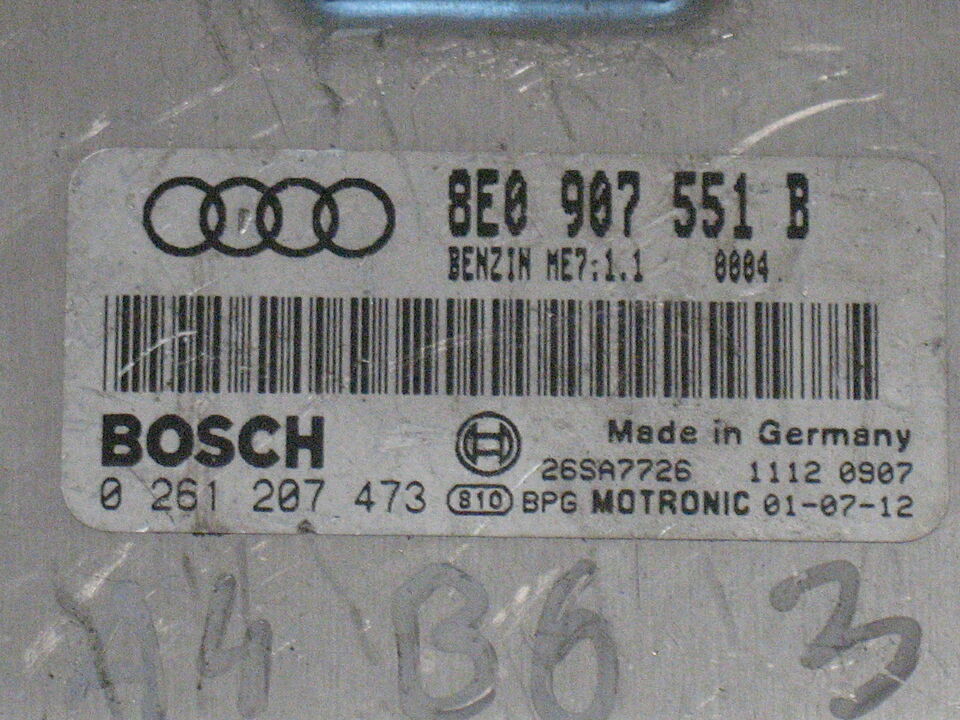 8E0 907 551 B
BENZIN ME7:1.1 0004
BOSCH
Made in Germany
26SA7726 1112 0907
0 261 207 473 810 BPG MOTRONIC 01-07-12
A4 B6 3